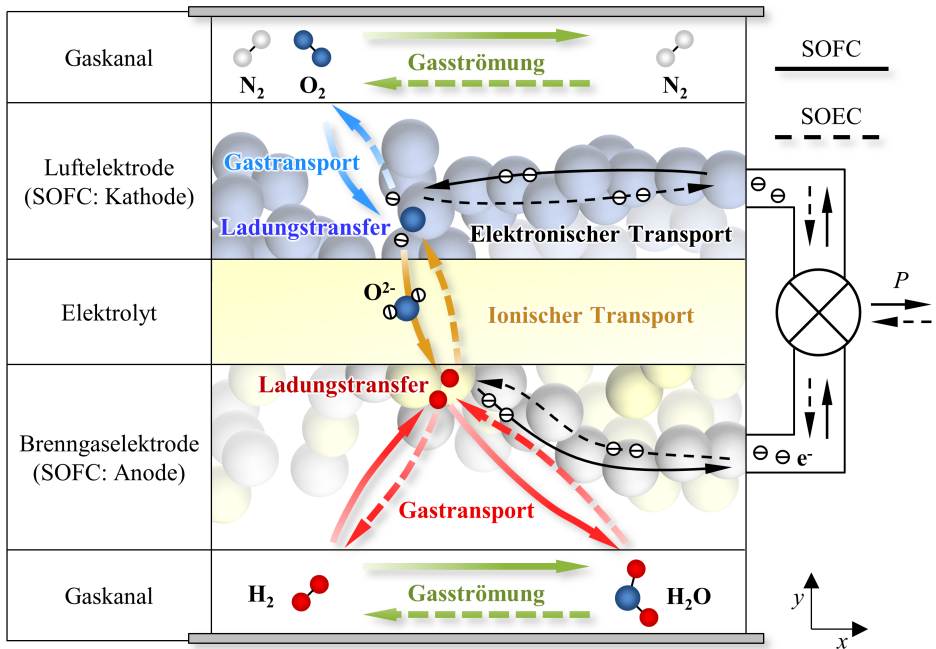 Gaskanal
N₂
O₂
Gasströmung
N₂
SOFC
SOEC
Luftelektrode
(SOFC: Kathode)
Gastransport
Ladungstransfer
Elektronischer Transport
Elektrolyt
O²⁻
Ionischer Transport
P
Brenngaselektrode
(SOFC: Anode)
Ladungstransfer
Gastransport
e⁻
Gaskanal
H₂
Gasströmung
H₂O
y
x